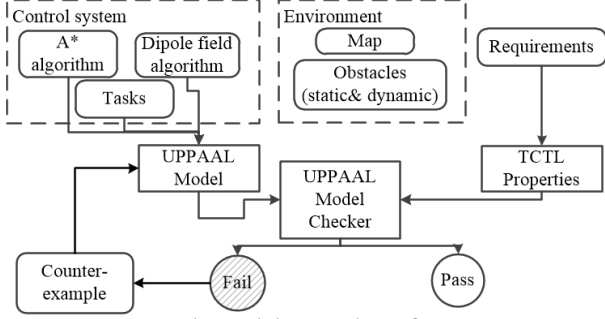 Control system
A*
algorithm
Dipole field
algorithm
Tasks
Environment
Map
Obstacles
(static& dynamic)
Requirements
UPPAAL
Model
UPPAAL
Model
Checker
TCTL
Properties
Counter-
example
Fail
Pass